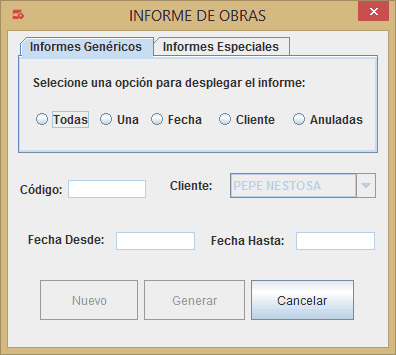 INFORME DE OBRAS
Informes Genéricos Informes Especiales
Selecione una opción para desplegar el informe:
Todas Una Fecha Cliente Anuladas
Código: Cliente: PEPE NESTOSA
Fecha Desde: Fecha Hasta:
Nuevo Generar Cancelar